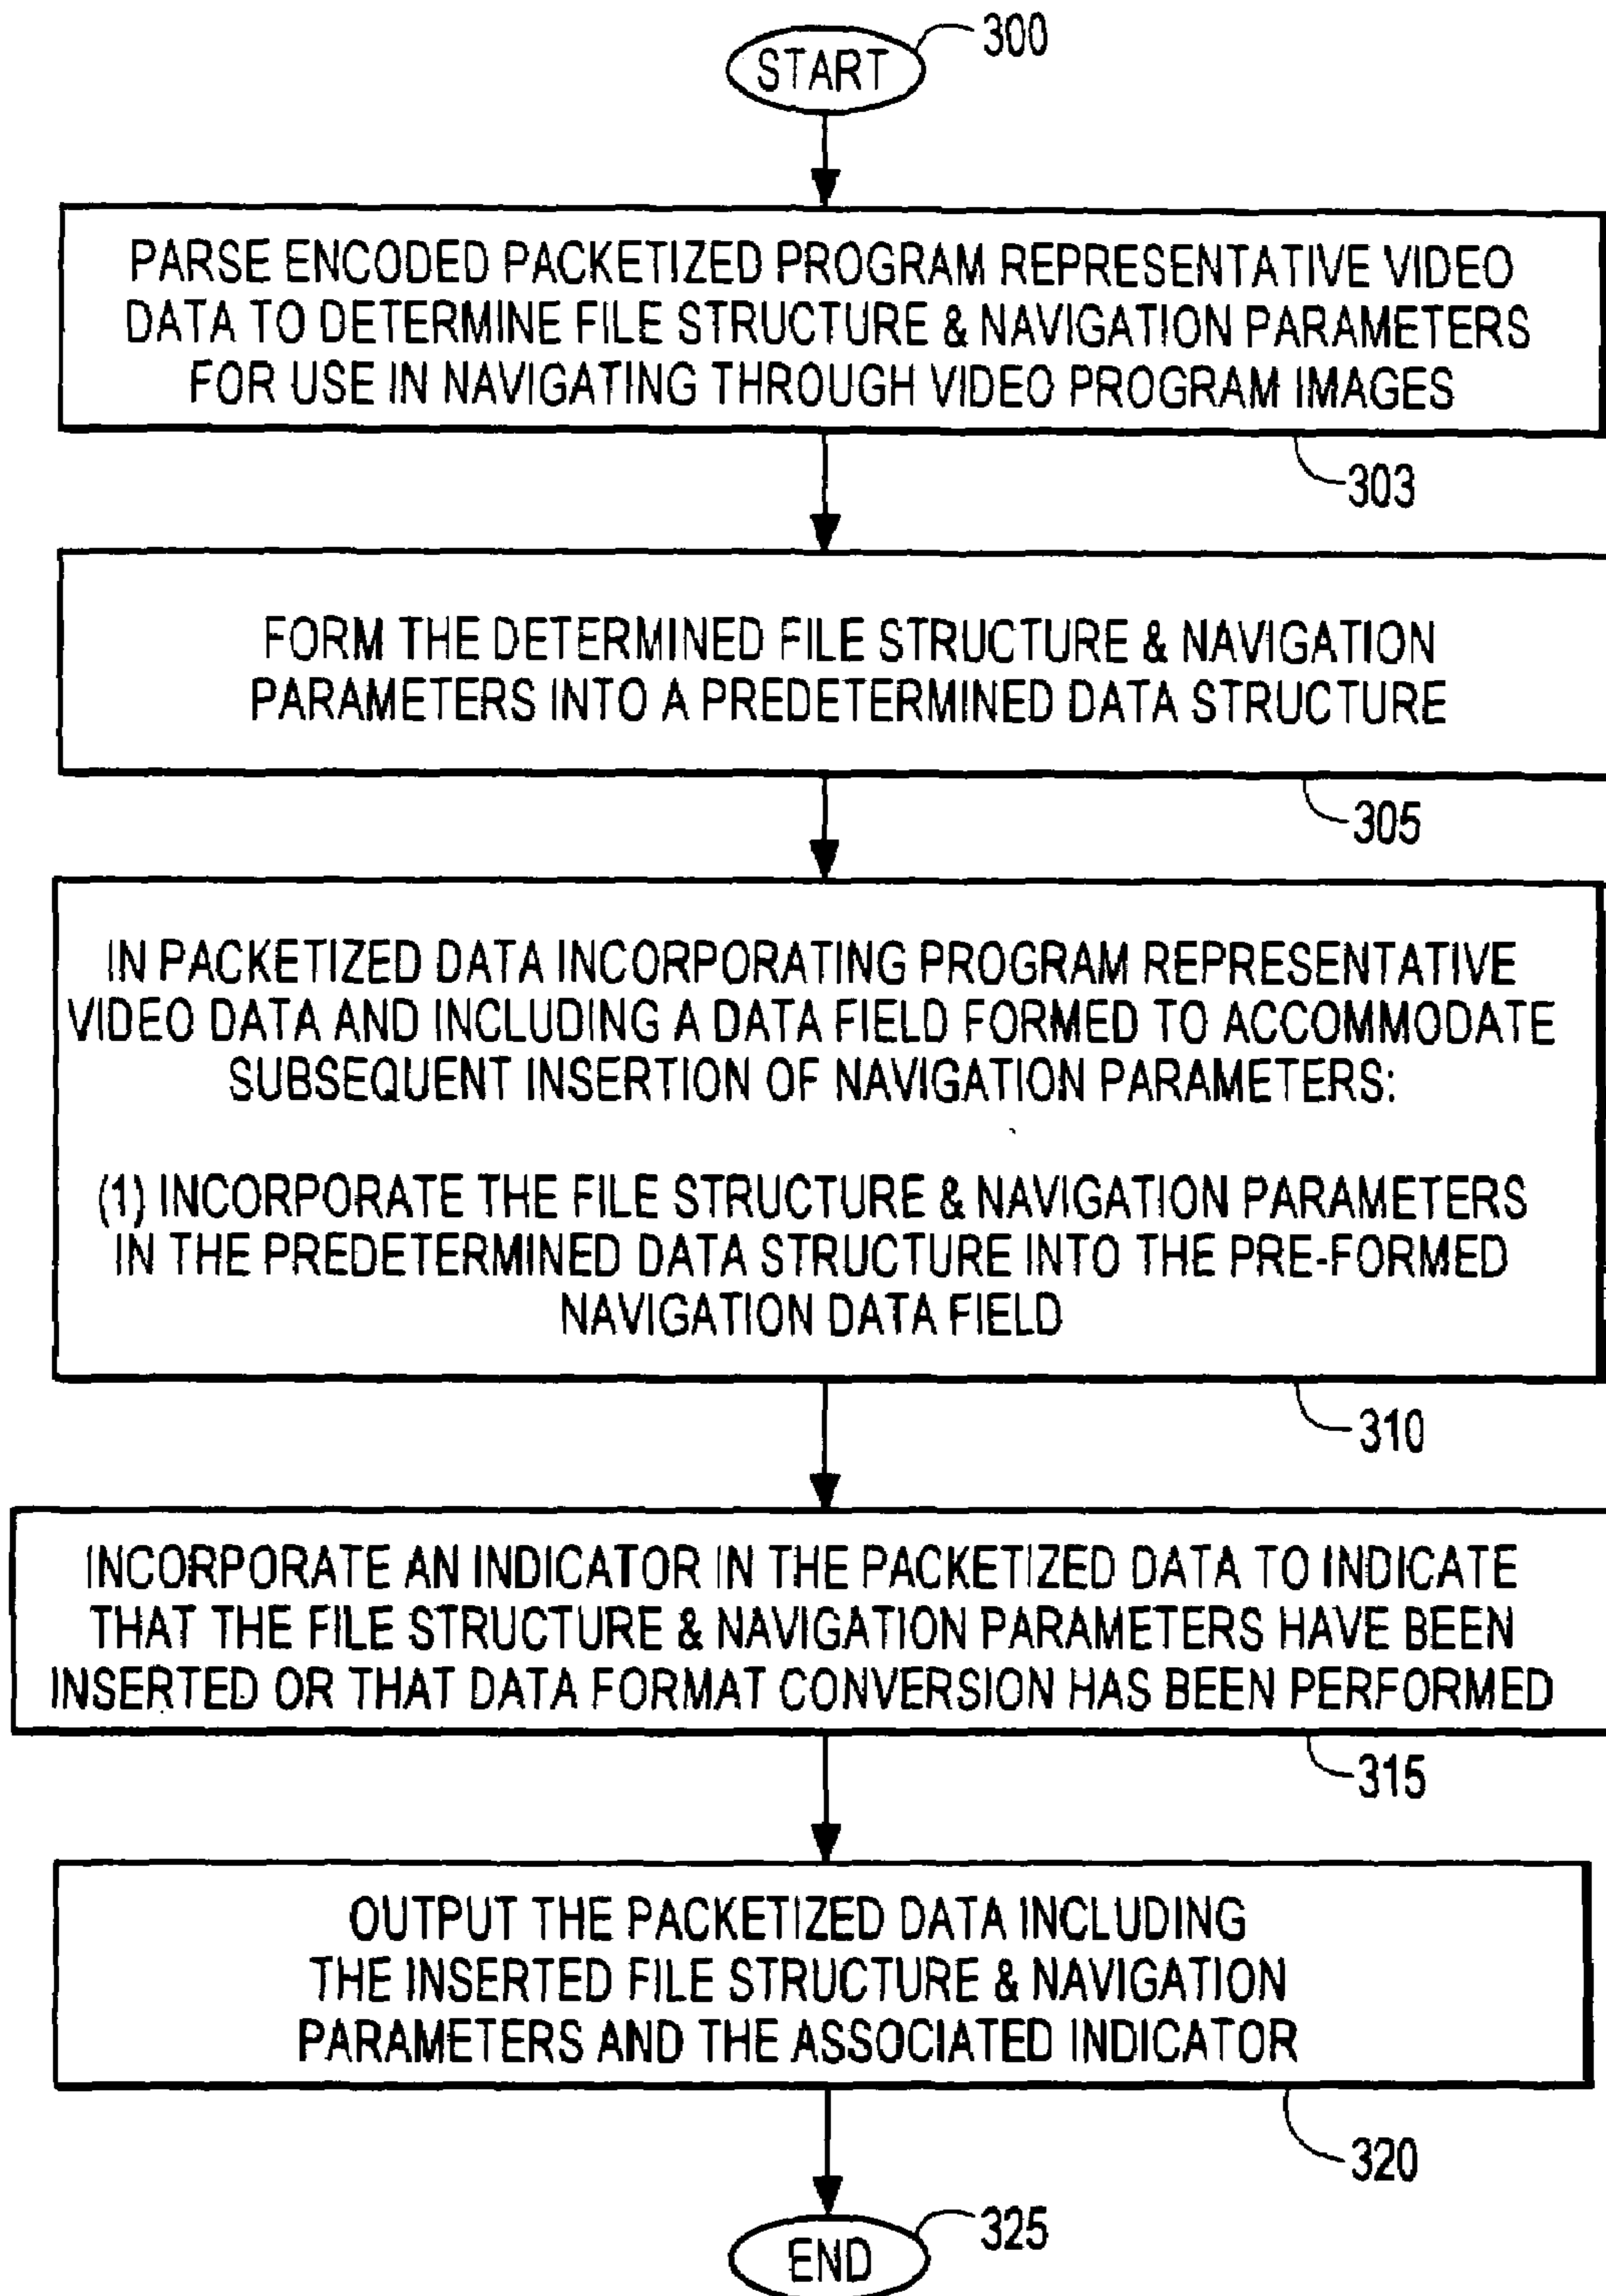 START
300
PARSE ENCODED PACKETIZED PROGRAM REPRESENTATIVE VIDEO
DATA TO DETERMINE FILE STRUCTURE & NAVIGATION PARAMETERS
FOR USE IN NAVIGATING THROUGH VIDEO PROGRAM IMAGES
303
FORM THE DETERMINED FILE STRUCTURE & NAVIGATION
PARAMETERS INTO A PREDETERMINED DATA STRUCTURE
305
IN PACKETIZED DATA INCORPORATING PROGRAM REPRESENTATIVE
VIDEO DATA AND INCLUDING A DATA FIELD FORMED TO ACCOMMODATE
SUBSEQUENT INSERTION OF NAVIGATION PARAMETERS:
(1) INCORPORATE THE FILE STRUCTURE & NAVIGATION PARAMETERS
IN THE PREDETERMINED DATA STRUCTURE INTO THE PRE-FORMED
NAVIGATION DATA FIELD
310
INCORPORATE AN INDICATOR IN THE PACKETIZED DATA TO INDICATE
THAT THE FILE STRUCTURE & NAVIGATION PARAMETERS HAVE BEEN
INSERTED OR THAT DATA FORMAT CONVERSION HAS BEEN PERFORMED
315
OUTPUT THE PACKETIZED DATA INCLUDING
THE INSERTED FILE STRUCTURE & NAVIGATION
PARAMETERS AND THE ASSOCIATED INDICATOR
320
END
325